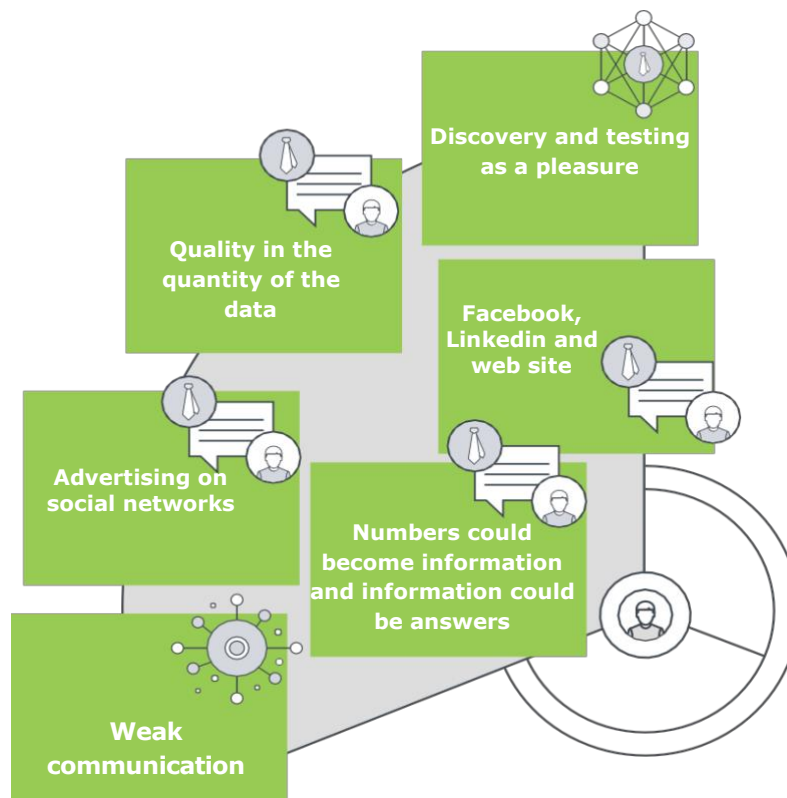 Discovery and testing
as a pleasure
Quality in the
quantity of the
data
Facebook,
Linkedin and
web site
Advertising on
social networks
Numbers could
become information
and information could
be answers
Weak
communication